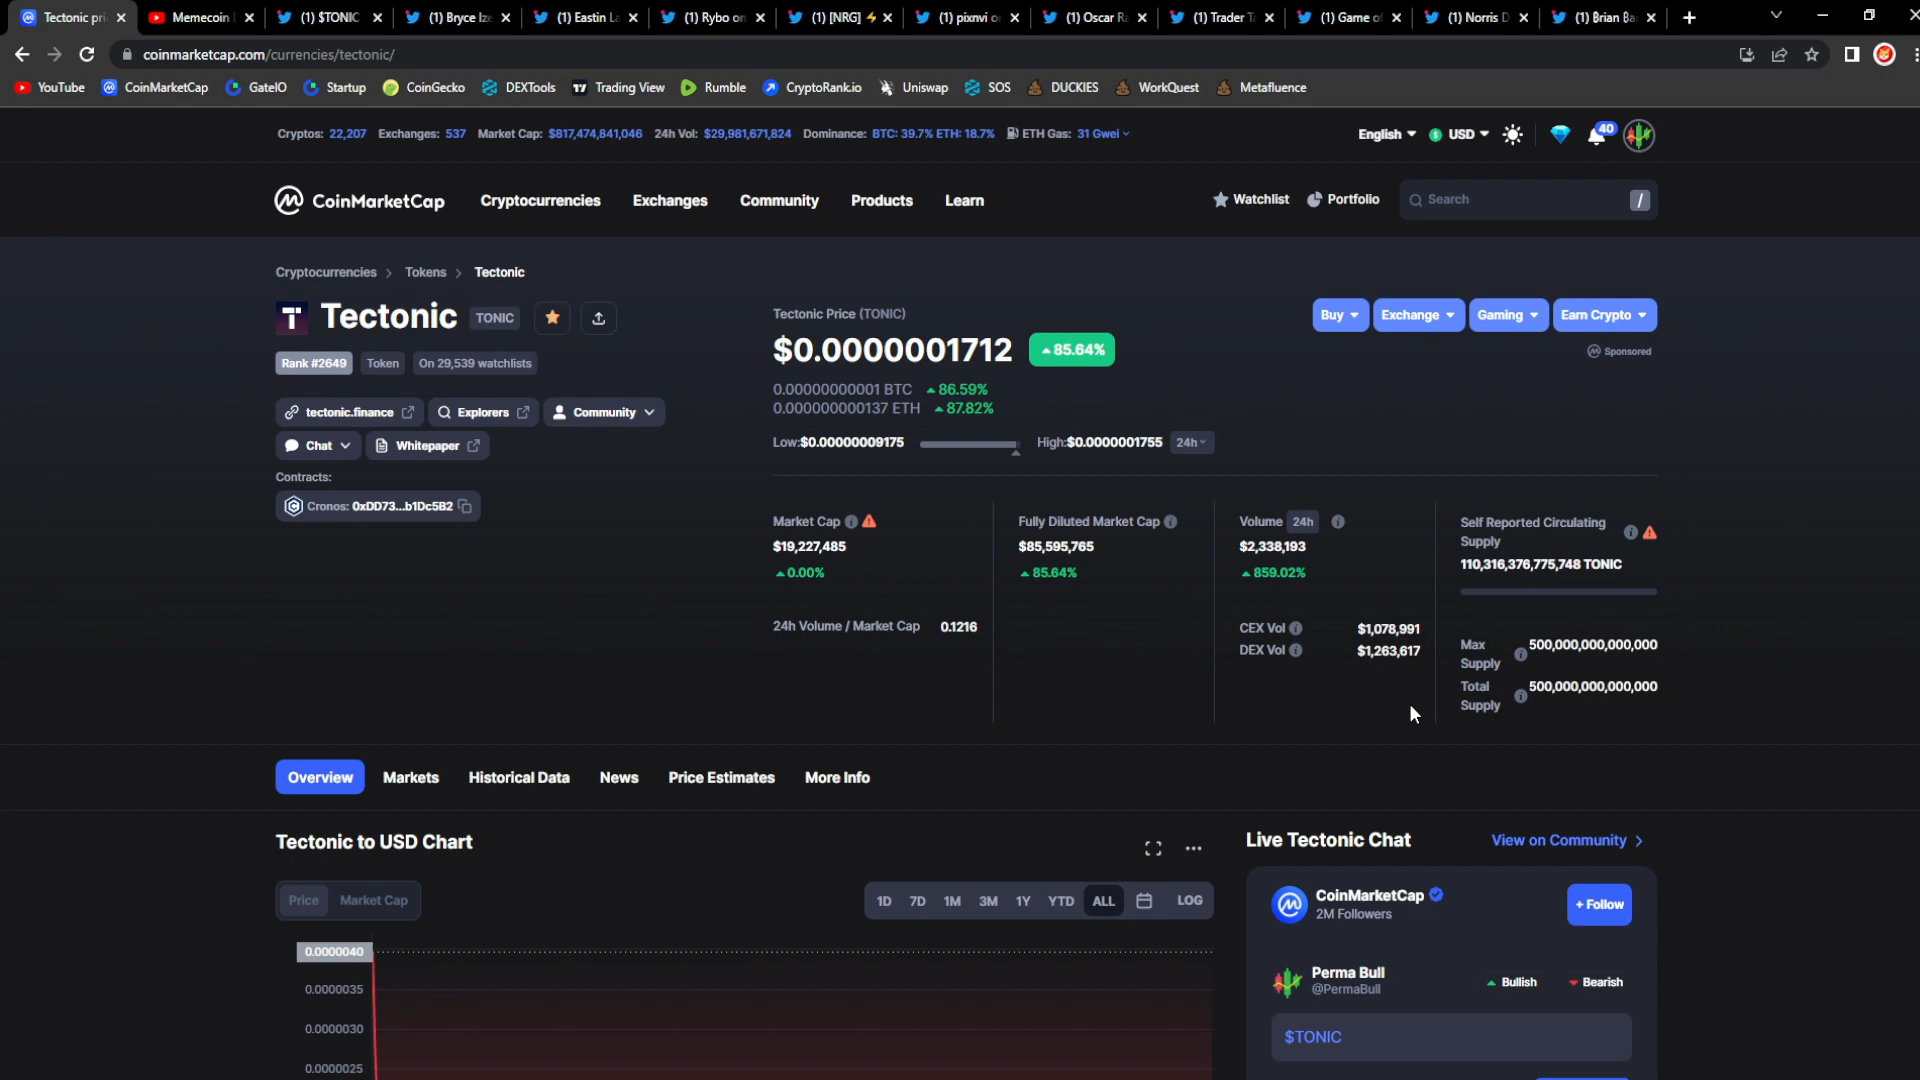 Tectonic pri
Memecoin
(1) $TONIC
(1) Bryce Iz
(1) Eastin L
(1) Rybo on
(1) [NRG]
(1) pixnvi o
(1) Oscar R
(1) Trader T
(1) Game of
(1) Norris D
(1) Brian Ba
coinmarketcap.com/currencies/tectonic/
YouTube
CoinMarketCap
GateIO
Startup
CoinGecko
DEXTools
Trading View
Rumble
CryptoRank.io
Uniswap
SOS
DUCKIES
WorkQuest
Metafluence
Cryptos: 22,207 Exchanges: 537 Market Cap: $817,474,841,046 24h Vol: $29,981,671,824 Dominance: BTC: 39.7% ETH: 18.7% ETH Gas: 31 Gwei
English
USD
40
CoinMarketCap
Cryptocurrencies
Exchanges
Community
Products
Learn
Watchlist
Portfolio
Search
/
Cryptocurrencies > Tokens > Tectonic
Tectonic TONIC
Rank #2649
Token
On 29,539 watchlists
tectonic.finance
Explorers
Community
Chat
Whitepaper
Contracts:
Cronos: 0xDD73...b1Dc5B2
Tectonic Price (TONIC)
$0.0000001712 85.64%
0.00000000001 BTC 86.59%
0.000000000137 ETH 87.82%
Low:$0.00000009175
High:$0.0000001755
24h
Buy
Exchange
Gaming
Earn Crypto
Sponsored
Market Cap
$19,227,485
0.00%
24h Volume / Market Cap 0.1216
Fully Diluted Market Cap
$85,595,765
85.64%
Volume 24h
$2,338,193
859.02%
CEX Vol $1,078,991
DEX Vol $1,263,617
Self Reported Circulating
Supply
110,316,376,775,748 TONIC
Max
Supply
500,000,000,000,000
Total
Supply
500,000,000,000,000
Overview
Markets
Historical Data
News
Price Estimates
More Info
Tectonic to USD Chart
Price
Market Cap
1D
7D
1M
3M
1Y
YTD
ALL
LOG
0.0000040
0.0000035
0.0000030
0.0000025
Live Tectonic Chat
View on Community >
CoinMarketCap
2M Followers
+ Follow
Perma Bull
@PermaBull
Bullish
Bearish
$TONIC